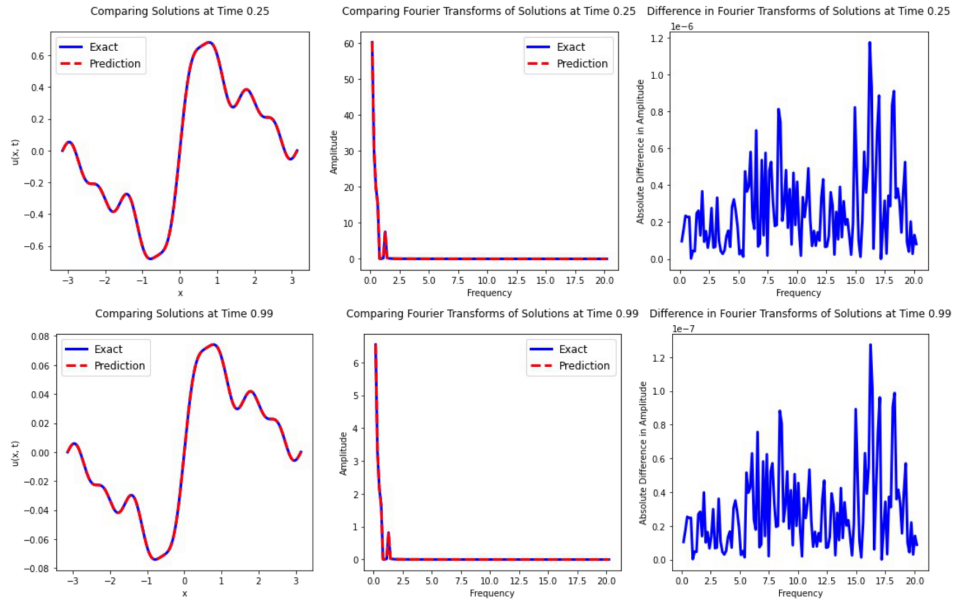 Comparing Solutions at Time 0.25
Exact
Prediction
u(x, t)
0.6
0.4
0.2
0.0
−0.2
−0.4
−0.6
−3 −2 −1 0 1 2 3
x
Comparing Fourier Transforms of Solutions at Time 0.25
Exact
Prediction
Amplitude
60
50
40
30
20
10
0
0.0 2.5 5.0 7.5 10.0 12.5 15.0 17.5 20.0
Frequency
Difference in Fourier Transforms of Solutions at Time 0.25
1e−6
Absolute Difference in Amplitude
1.2
1.0
0.8
0.6
0.4
0.2
0.0
0.0 2.5 5.0 7.5 10.0 12.5 15.0 17.5 20.0
Frequency
Comparing Solutions at Time 0.99
Exact
Prediction
u(x, t)
0.08
0.06
0.04
0.02
0.00
−0.02
−0.04
−0.06
−0.08
−3 −2 −1 0 1 2 3
x
Comparing Fourier Transforms of Solutions at Time 0.99
Exact
Prediction
Amplitude
6
5
4
3
2
1
0
0.0 2.5 5.0 7.5 10.0 12.5 15.0 17.5 20.0
Frequency
Difference in Fourier Transforms of Solutions at Time 0.99
1e−7
Absolute Difference in Amplitude
1.2
1.0
0.8
0.6
0.4
0.2
0.0
0.0 2.5 5.0 7.5 10.0 12.5 15.0 17.5 20.0
Frequency